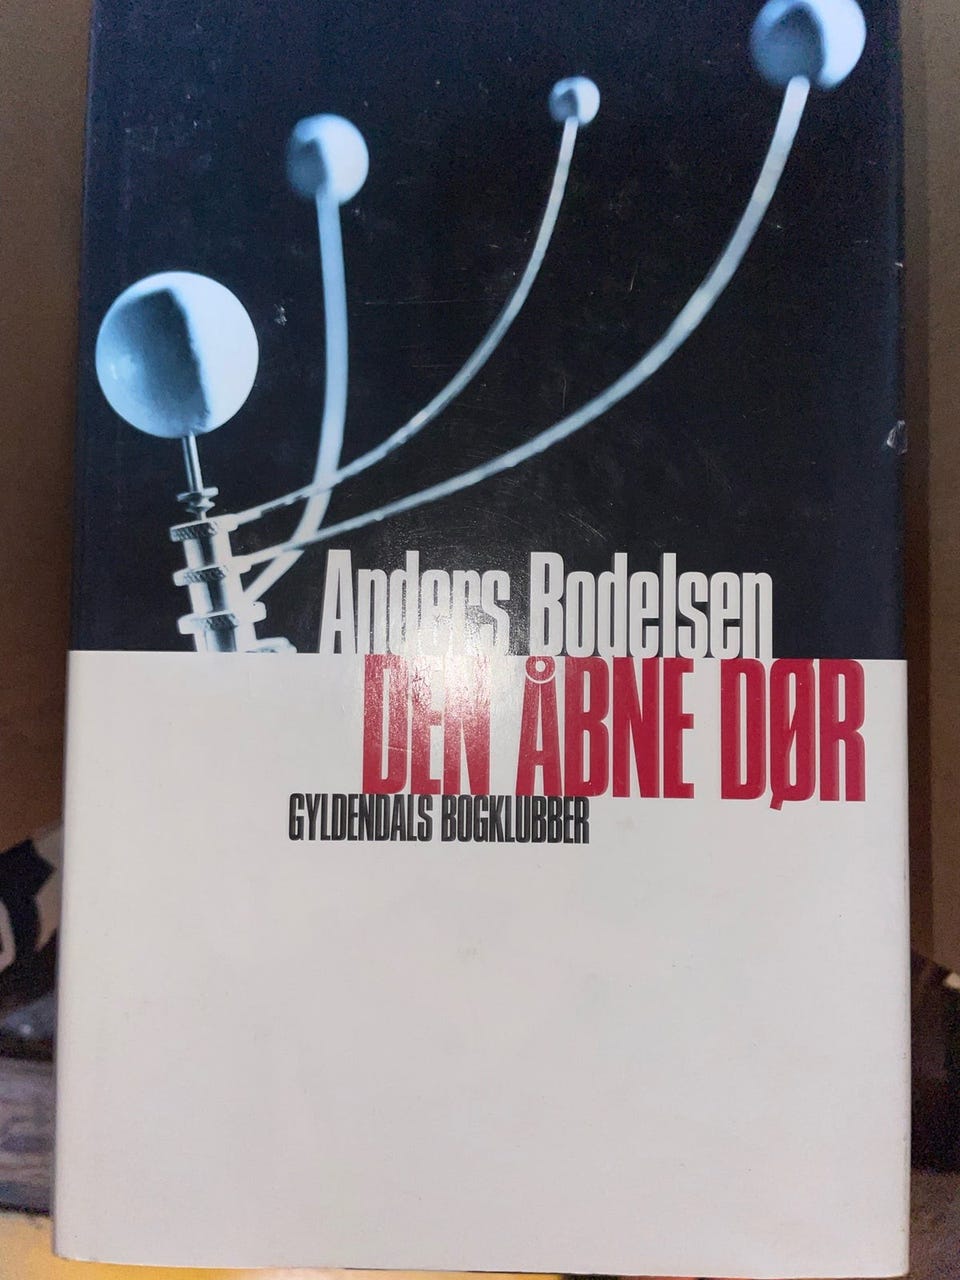 Anders Bodelsen
DEN ÅBNE DØR
GYLDENDALS BOGKLUBBER